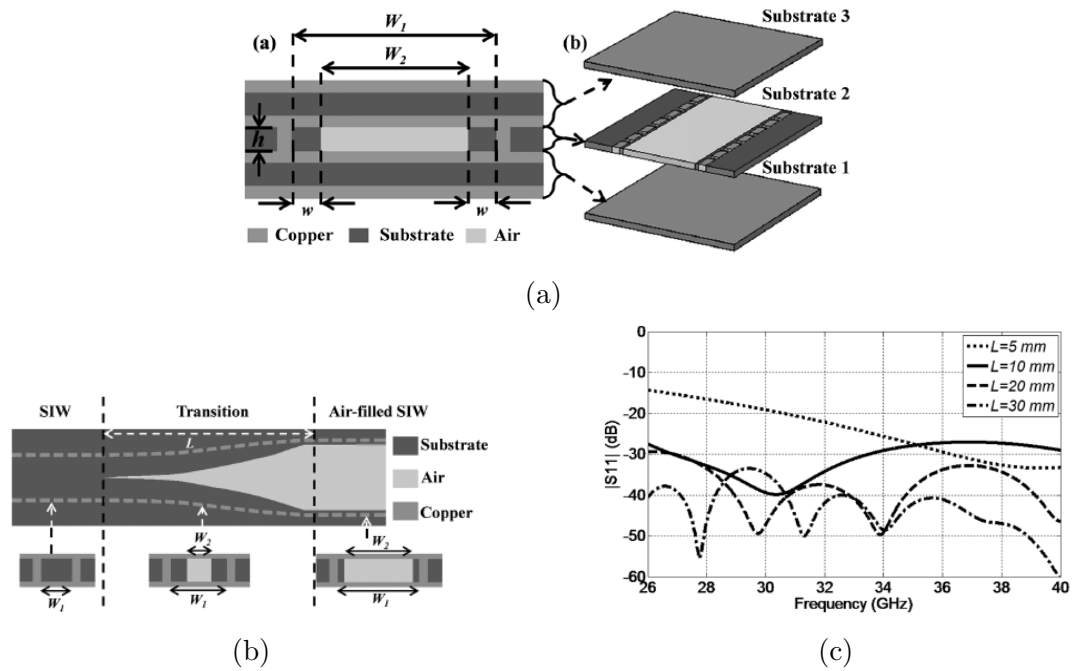 W1
(a)
W2
(b)
Substrate 3
Substrate 2
Substrate 1
h
w
w
Copper
Substrate
Air
(a)
SIW
Transition
Air-filled SIW
L
Substrate
Air
Copper
W2
W2
W1
W1
W1
(b)
|S11| (dB)
0
-10
-20
-30
-40
-50
-60
26
28
30
32
34
36
38
40
Frequency (GHz)
L=5 mm
L=10 mm
L=20 mm
L=30 mm
(c)